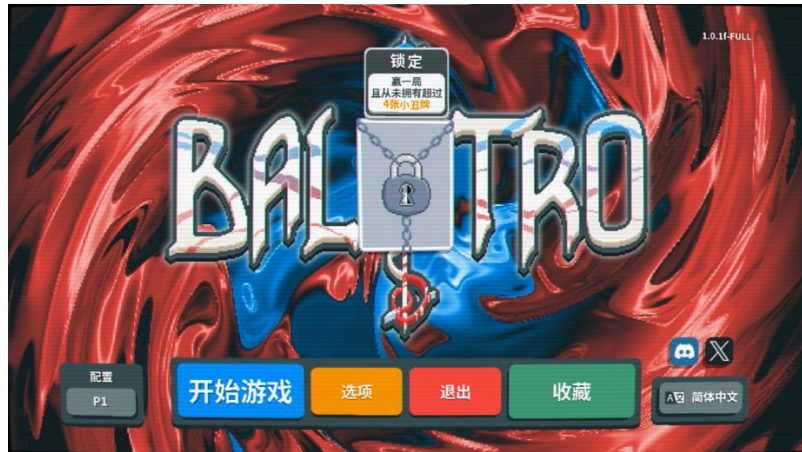 1.0.1f-FULL
锁定
赢一局
且从未拥有超过
4张小丑牌
BAL TRO
配置
P1
开始游戏
选项
退出
收藏
A文 简体中文